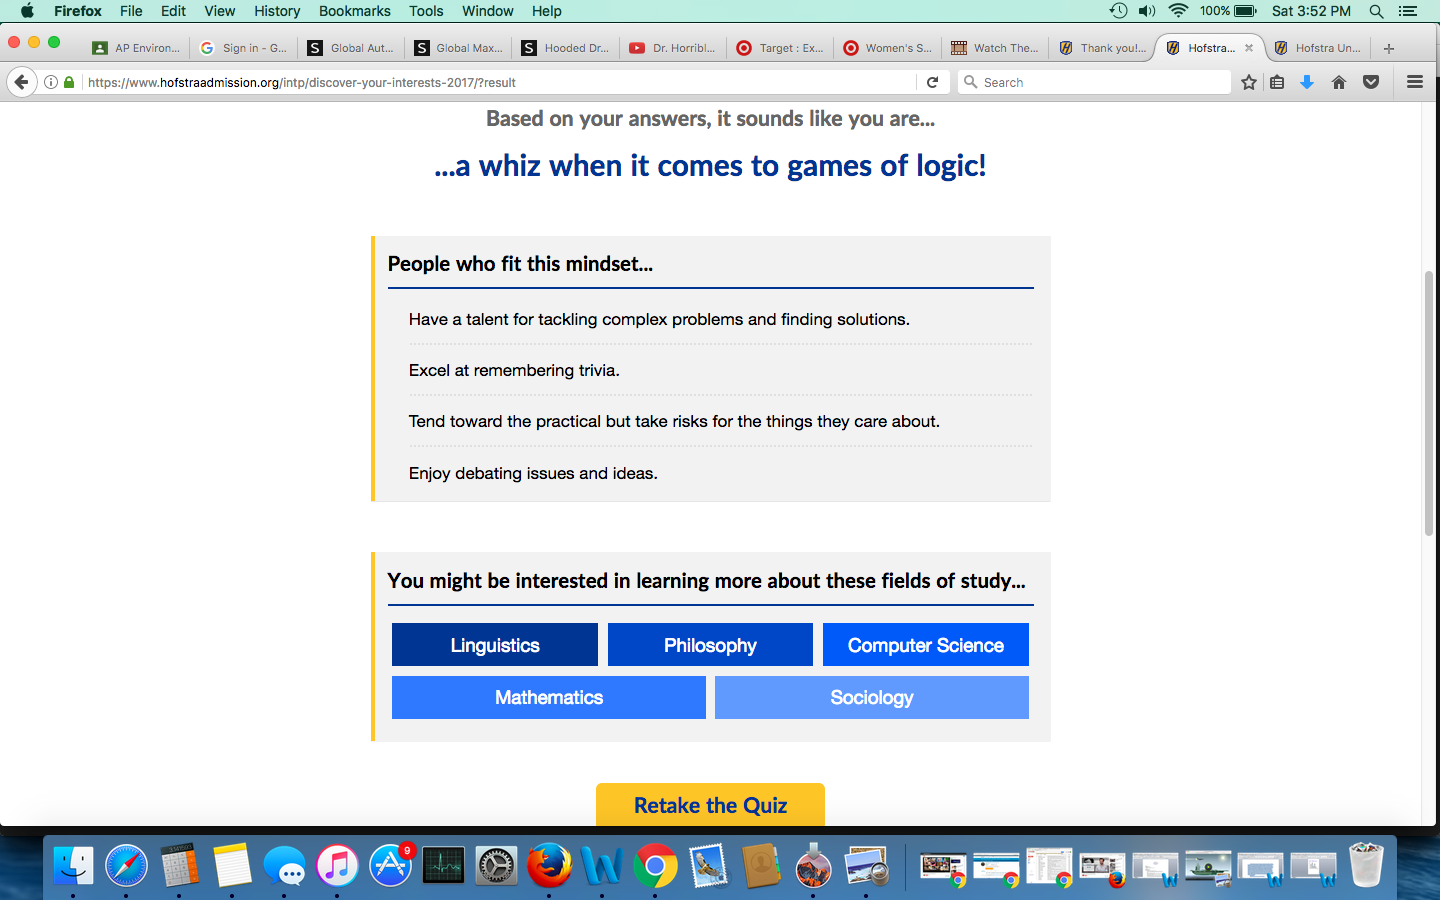 Firefox File Edit View History Bookmarks Tools Window Help 100% Sat 3:52 PM
AP Environ... Sign in - G... Global Aut... Global Max... Hooded Dr... Dr. Horribl... Target : Ex... Women's S... Watch The... Thank you!... Hofstra... Hofstra Un...
https://www.hofstraadmission.org/intp/discover-your-interests-2017/?result Search
Based on your answers, it sounds like you are...
...a whiz when it comes to games of logic!
People who fit this mindset...
Have a talent for tackling complex problems and finding solutions.
Excel at remembering trivia.
Tend toward the practical but take risks for the things they care about.
Enjoy debating issues and ideas.
You might be interested in learning more about these fields of study...
Linguistics Philosophy Computer Science
Mathematics Sociology
Retake the Quiz
9